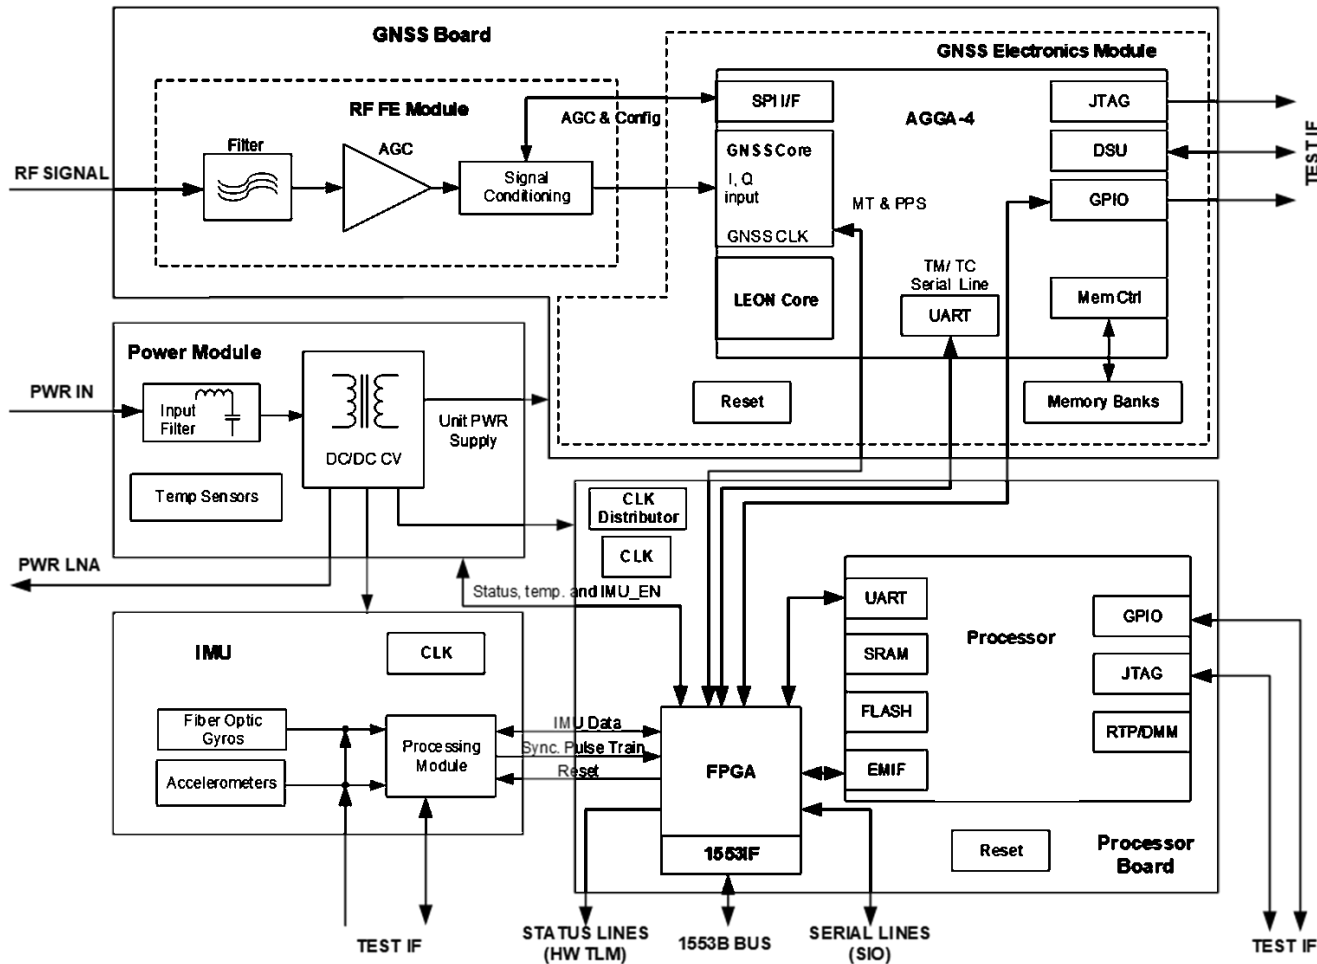 GNSS Board
GNSS Electronics Module
RF FE Module
SPI I/F
AGGA-4
JTAG
AGC & Config
TEST IF
Filter
AGC
GNSS Core
DSU
RF SIGNAL
Signal
Conditioning
I, Q
input
MT & PPS
GPIO
GNSS CLK
TM/ TC
Serial Line
LEON Core
UART
Mem Ctrl
Power Module
PWR IN
Input
Filter
Unit PWR
Supply
Reset
Memory Banks
DC/DC CV
Temp Sensors
CLK
Distributor
CLK
PWR LNA
Status, temp. and IMU_EN
UART
GPIO
Processor
IMU
CLK
SRAM
JTAG
FLASH
Fiber Optic
Gyros
IMU_Data
RTP/DMM
Processing
Module
Sync. Pulse Train
FPGA
EMIF
Accelerometers
Reset
1553IF
Reset
Processor
Board
TEST IF
STATUS LINES
(HW TLM)
1553B BUS
SERIAL LINES
(SIO)
TEST IF